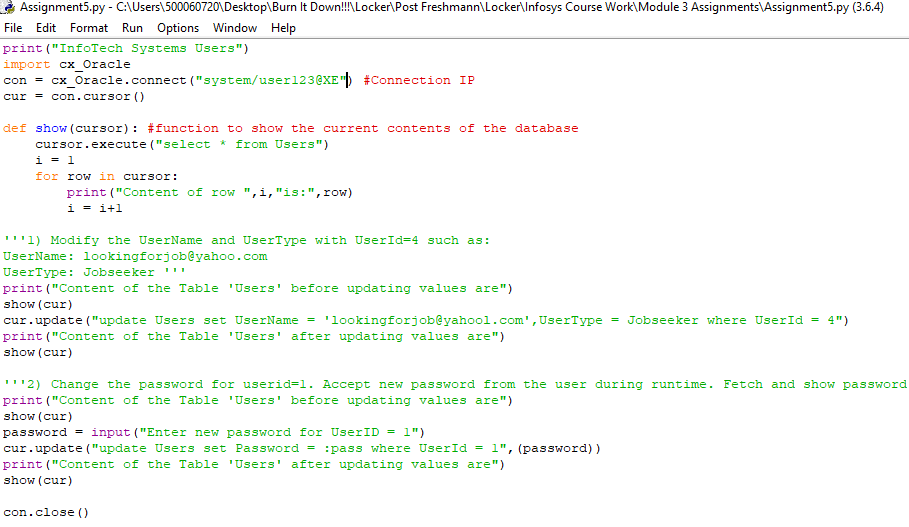 Assignment5.py - C:\Users\500060720\Desktop\Burn It Down!!!\Locker\Post Freshmann\Locker\Infosys Course Work\Module 3 Assignments\Assignment5.py (3.6.4)
File Edit Format Run Options Window Help
print("InfoTech Systems Users")
import cx_Oracle
con = cx_Oracle.connect("system/user123@XE") #Connection IP
cur = con.cursor()

def show(cursor): #function to show the current contents of the database
    cursor.execute("select * from Users")
    i = 1
    for row in cursor:
        print("Content of row ",i,"is:",row)
        i = i+1

'''1) Modify the UserName and UserType with UserId=4 such as:
UserName: lookingforjob@yahoo.com
UserType: Jobseeker '''
print("Content of the Table 'Users' before updating values are")
show(cur)
cur.update("update Users set UserName = 'lookingforjob@yahool.com',UserType = Jobseeker where UserId = 4")
print("Content of the Table 'Users' after updating values are")
show(cur)

'''2) Change the password for userid=1. Accept new password from the user during runtime. Fetch and show password
print("Content of the Table 'Users' before updating values are")
show(cur)
password = input("Enter new password for UserID = 1")
cur.update("update Users set Password = :pass where UserId = 1",(password))
print("Content of the Table 'Users' after updating values are")
show(cur)

con.close()